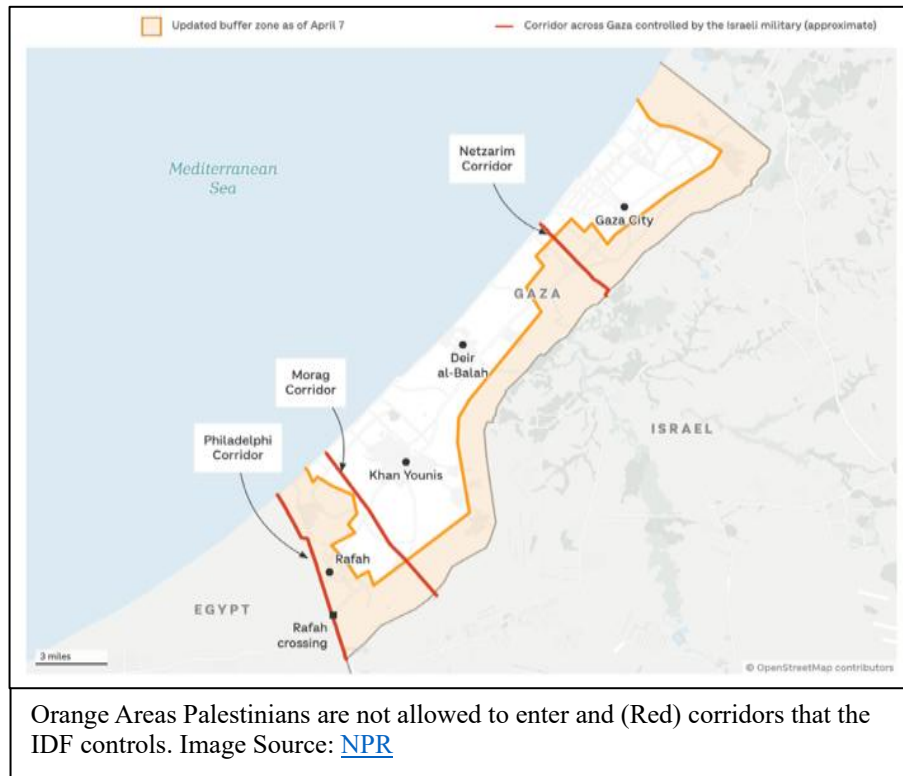 Updated buffer zone as of April 7
Corridor across Gaza controlled by the Israeli military (approximate)
Mediterranean
Sea
Netzarim
Corridor
Gaza City
GAZA
Deir
al-Balah
Morag
Corridor
ISRAEL
Philadelphi
Corridor
Khan Younis
Rafah
EGYPT
Rafah
crossing
3 miles
© OpenStreetMap contributors
Orange Areas Palestinians are not allowed to enter and (Red) corridors that the
IDF controls. Image Source: NPR